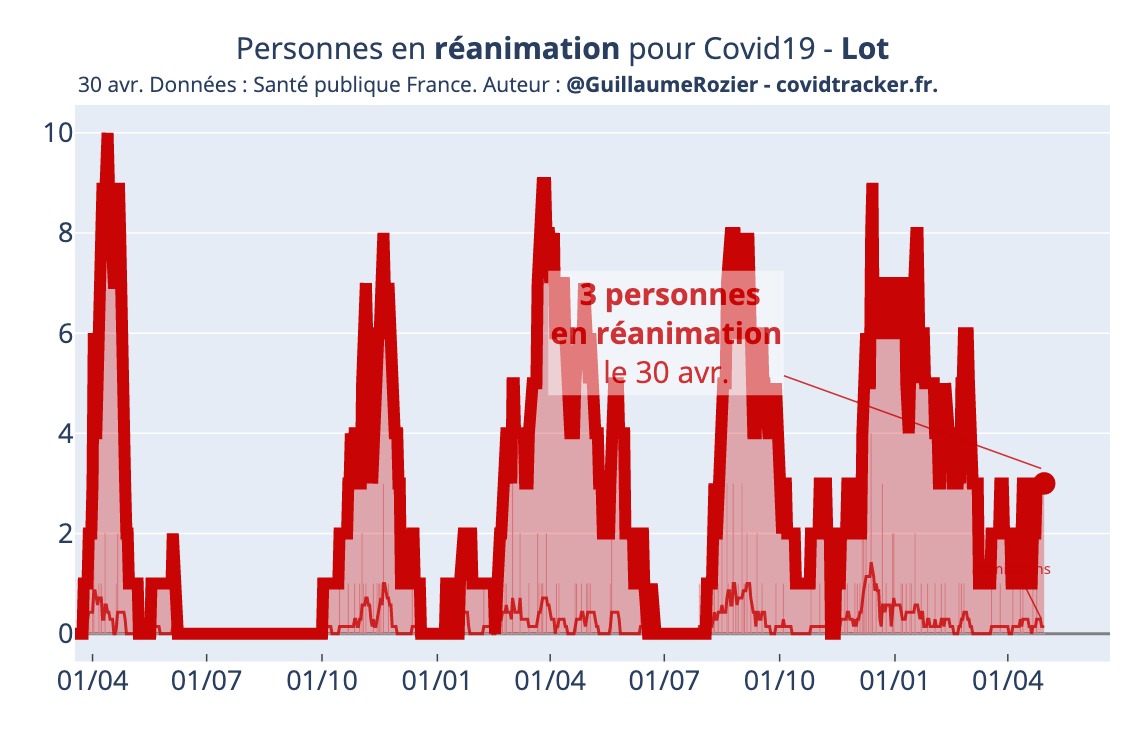 Personnes en réanimation pour Covid19 - Lot
30 avr. Données : Santé publique France. Auteur : @GuillaumeRozier - covidtracker.fr.
10
8
6
4
2
0
3 personnes
en réanimation
le 30 avr.
01/04 01/07 01/10 01/01 01/04 01/07 01/10 01/01 01/04